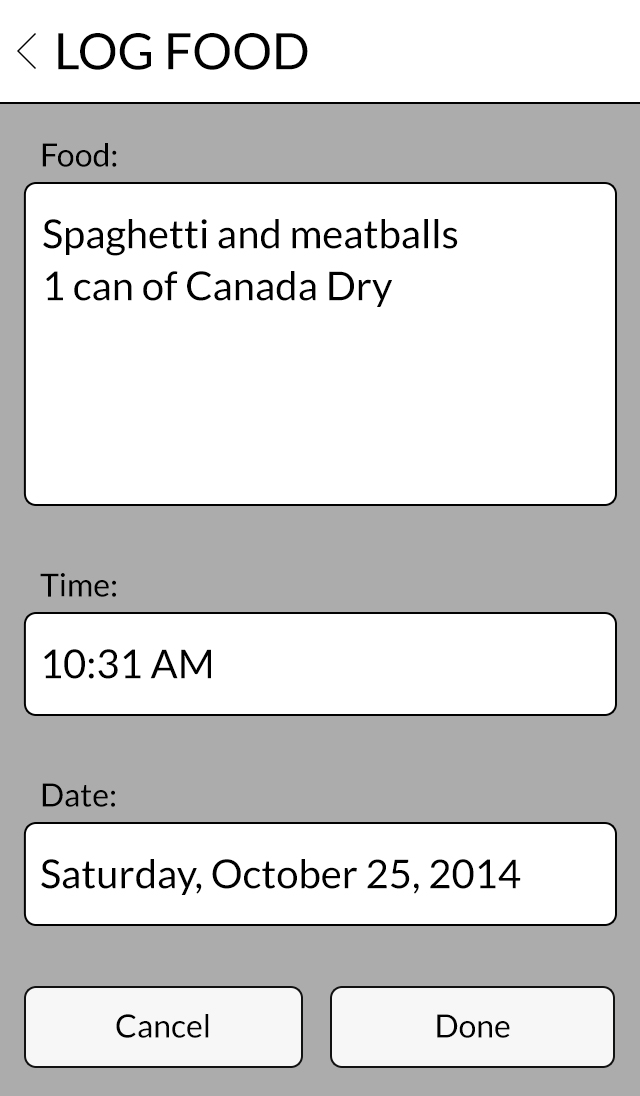 LOG FOOD
Food:
Spaghetti and meatballs
1 can of Canada Dry
Time:
10:31 AM
Date:
Saturday, October 25, 2014
Cancel
Done